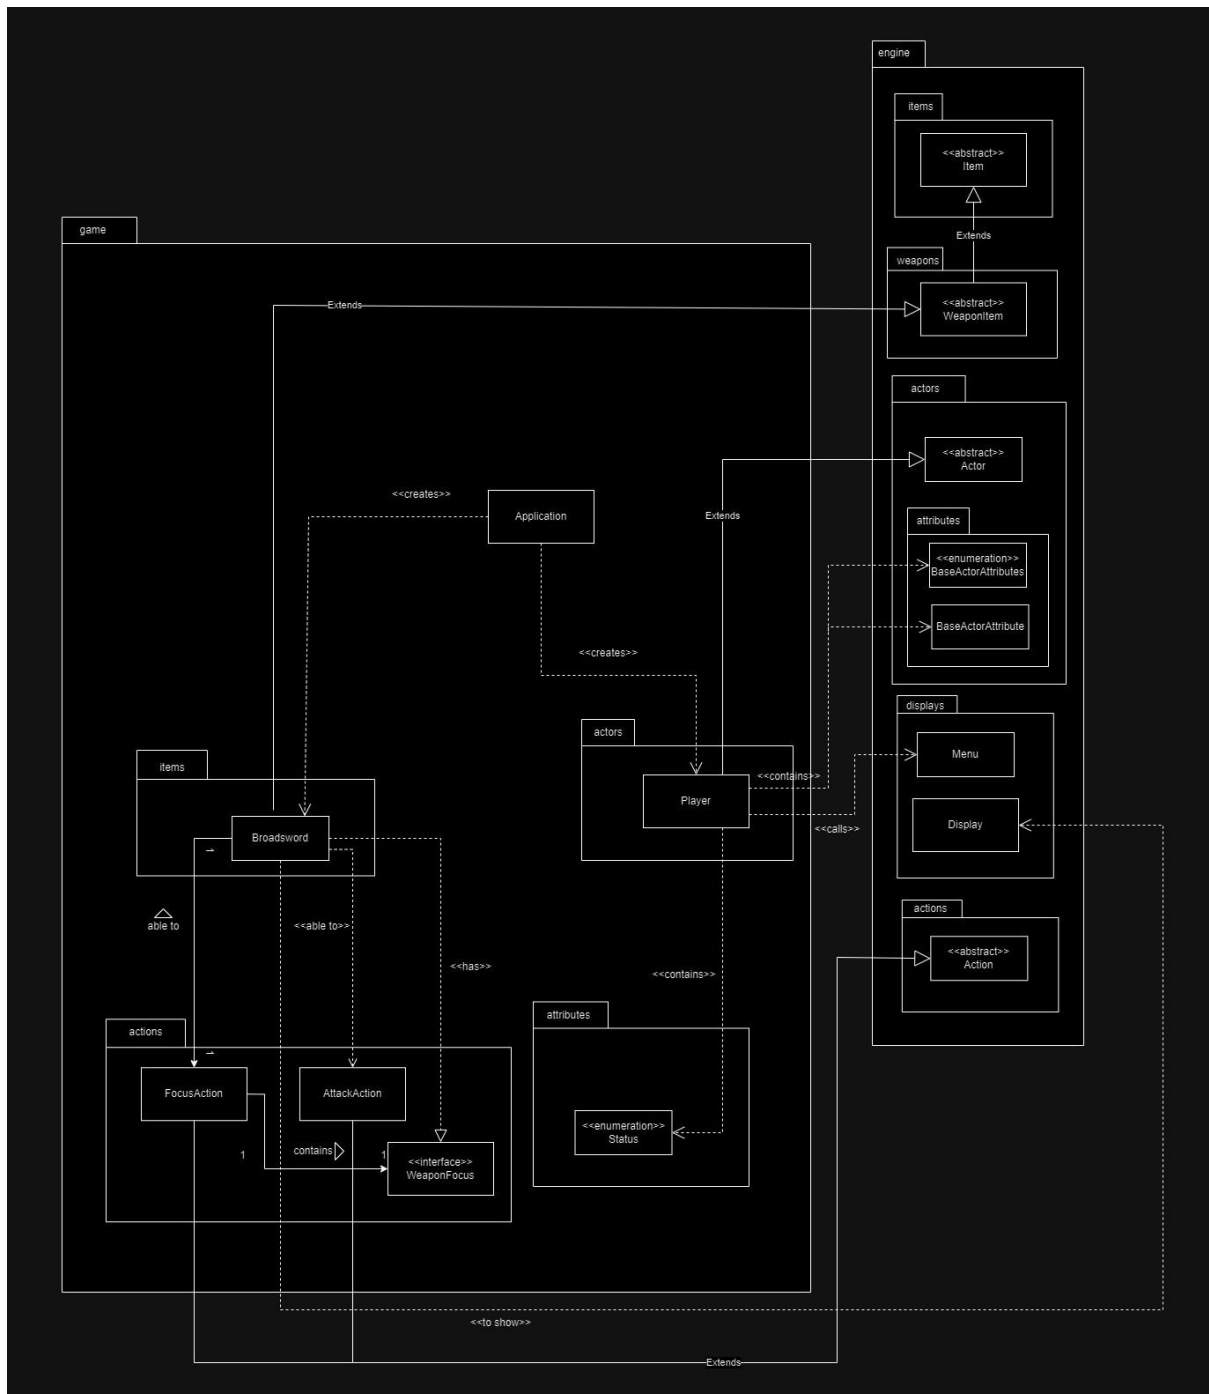 engine
items
<<abstract>>
Item
Extends
weapons
<<abstract>>
WeaponItem
game
Extends
actors
<<abstract>>
Actor
<<creates>>
Application
Extends
attributes
<<enumeration>>
BaseActorAttributes
BaseActorAttribute
<<creates>>
displays
Menu
actors
<<contains>>
Player
<<calls>>
Display
items
Broadsword
1
able to
<<able to>>
<<has>>
<<contains>>
actions
<<abstract>>
Action
attributes
actions
1
FocusAction
AttackAction
<<enumeration>>
Status
contains
1
1
<<interface>>
WeaponFocus
<<to show>>
Extends